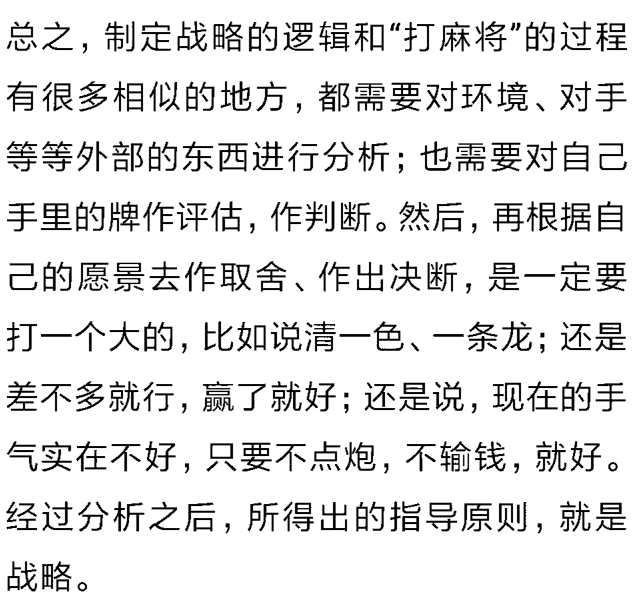 总之，制定战略的逻辑和“打麻将”的过程
有很多相似的地方，都需要对环境、对手
等等外部的东西进行分析；也需要对自己
手里的牌作评估，作判断。然后，再根据自
己的愿景去作取舍、作出决断，是一定要
打一个大的，比如说清一色、一条龙；还是
差不多就行，赢了就好；还是说，现在的手
气实在不好，只要不点炮，不输钱，就好。
经过分析之后，所得出的指导原则，就是
战略。